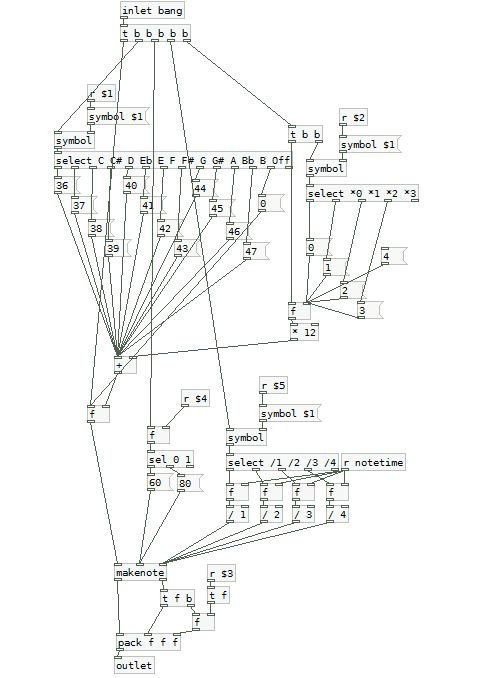 inlet bang
t b b b b b
r $1
symbol $1
r $2
t b b
symbol $1
symbol
symbol
select C C# D Eb E F F# G G# A Bb B Off
36
40
44
select *0 *1 *2 *3
37
41
45
0
38
42
46
39
43
47
0
4
1
2
3
f
* 12
+
r $5
r $4
f
symbol $1
f
symbol
sel 0 1
select /1 /2 /3 /4
r notetime
60
80
f
f
f
f
/ 1
/ 2
/ 3
/ 4
makenote
r $3
t f b
t f
f
pack f f f
outlet